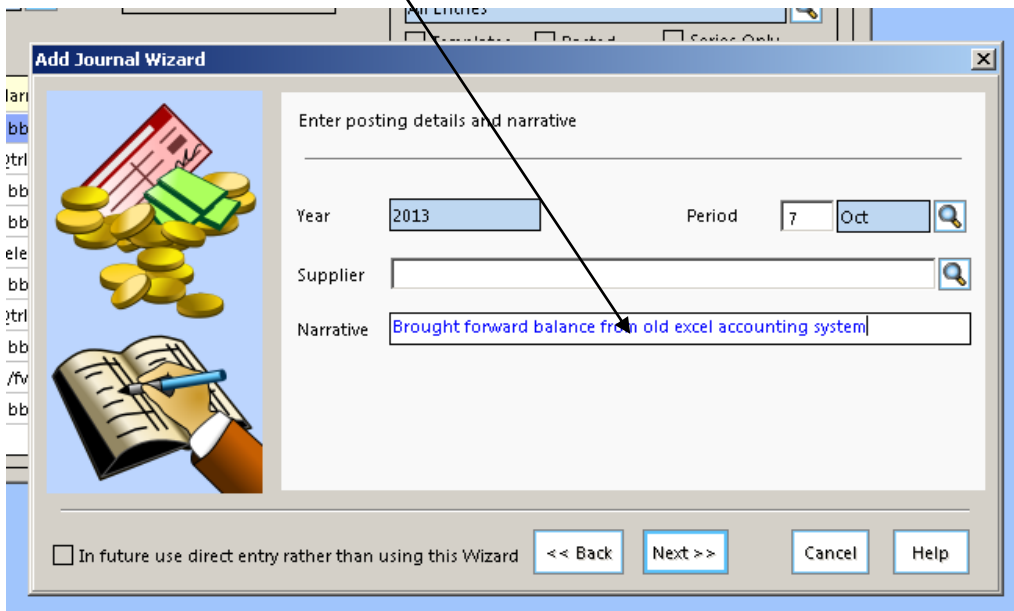 All Entries
Posted
Series Only
Add Journal Wizard
Enter posting details and narrative
Year 2013 Period 7 Oct
Supplier
Narrative Brought forward balance from old excel accounting system
bb
bb
bb
bb
bb
bb
In future use direct entry rather than using this Wizard << Back Next >> Cancel Help